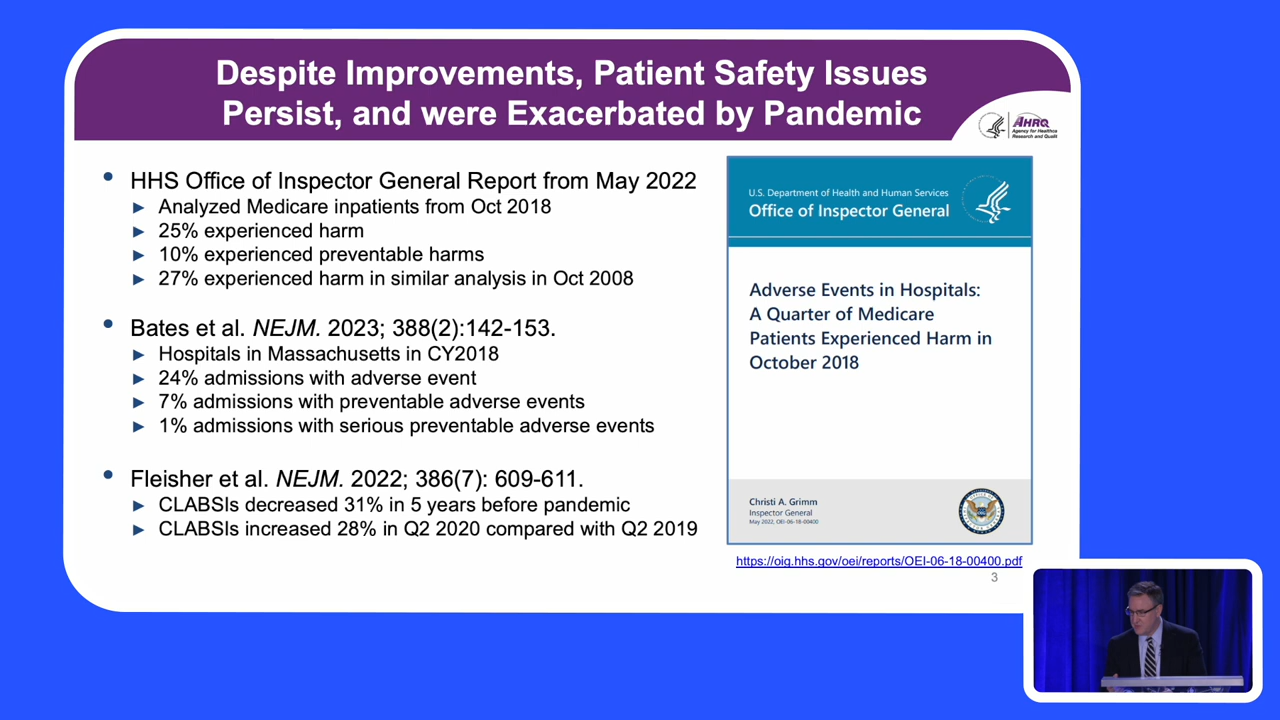 Despite Improvements, Patient Safety Issues
Persist, and were Exacerbated by Pandemic
AHRQ
Agency for Healthca
Research and Qualit
• HHS Office of Inspector General Report from May 2022
► Analyzed Medicare inpatients from Oct 2018
► 25% experienced harm
► 10% experienced preventable harms
► 27% experienced harm in similar analysis in Oct 2008
• Bates et al. NEJM. 2023; 388(2):142-153.
► Hospitals in Massachusetts in CY2018
► 24% admissions with adverse event
► 7% admissions with preventable adverse events
► 1% admissions with serious preventable adverse events
• Fleisher et al. NEJM. 2022; 386(7): 609-611.
► CLABSIs decreased 31% in 5 years before pandemic
► CLABSIs increased 28% in Q2 2020 compared with Q2 2019
U.S. Department of Health and Human Services
Office of Inspector General
Adverse Events in Hospitals:
A Quarter of Medicare
Patients Experienced Harm in
October 2018
Christi A. Grimm
Inspector General
May 2022, OEI-06-18-00400
https://oig.hhs.gov/oei/reports/OEI-06-18-00400.pdf
3